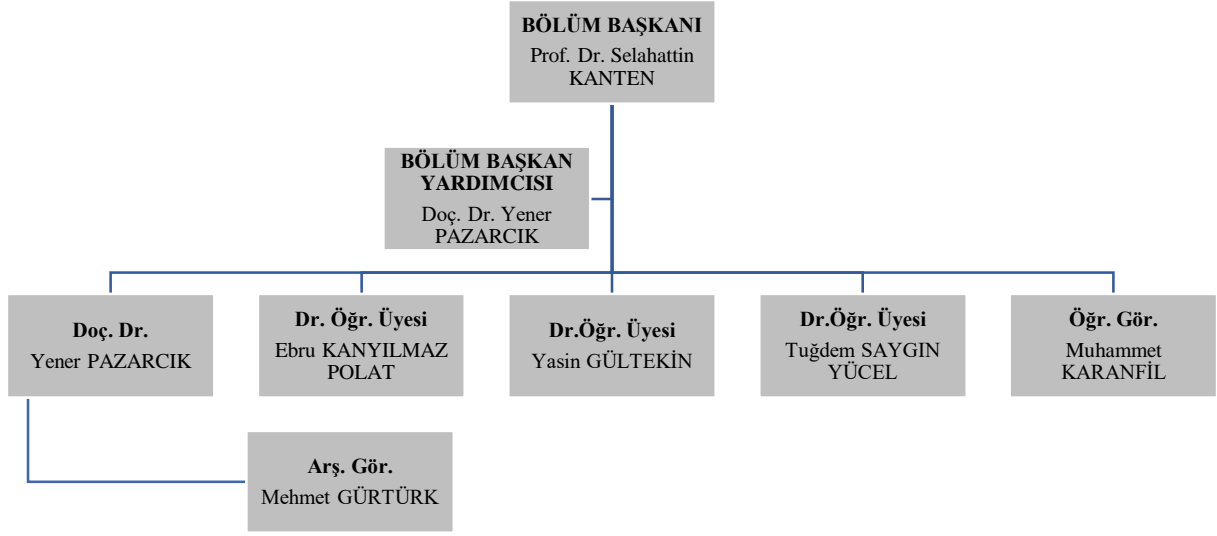 BÖLÜM BAŞKANI
Prof. Dr. Selahattin
KANTEN
BÖLÜM BAŞKAN
YARDIMCISI
Doç. Dr. Yener
PAZARCIK
Doç. Dr.
Yener PAZARCIK
Dr. Öğr. Üyesi
Ebru KANYILMAZ
POLAT
Dr.Öğr. Üyesi
Yasin GÜLTEKİN
Dr.Öğr. Üyesi
Tuğdem SAYGIN
YÜCEL
Öğr. Gör.
Muhammet
KARANFİL
Arş. Gör.
Mehmet GÜRTÜRK